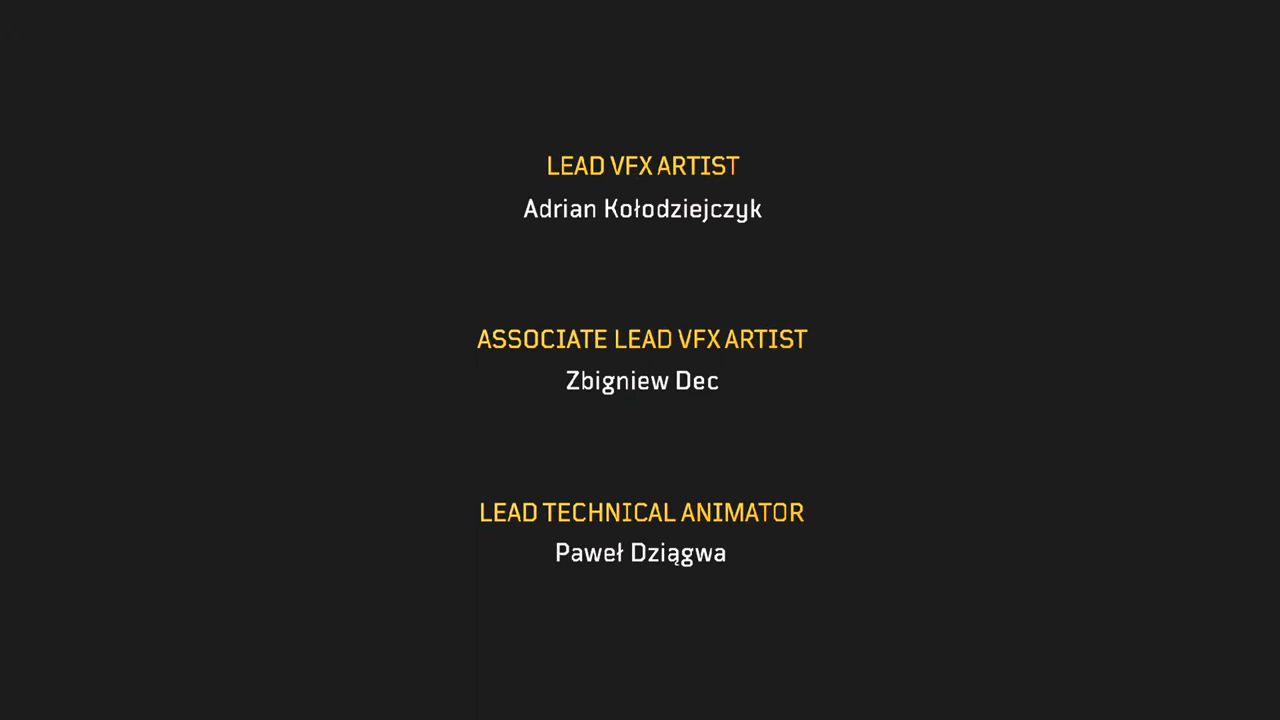 LEAD VFX ARTIST
Adrian Kołodziejczyk
ASSOCIATE LEAD VFX ARTIST
Zbigniew Dec
LEAD TECHNICAL ANIMATOR
Paweł Dziągwa